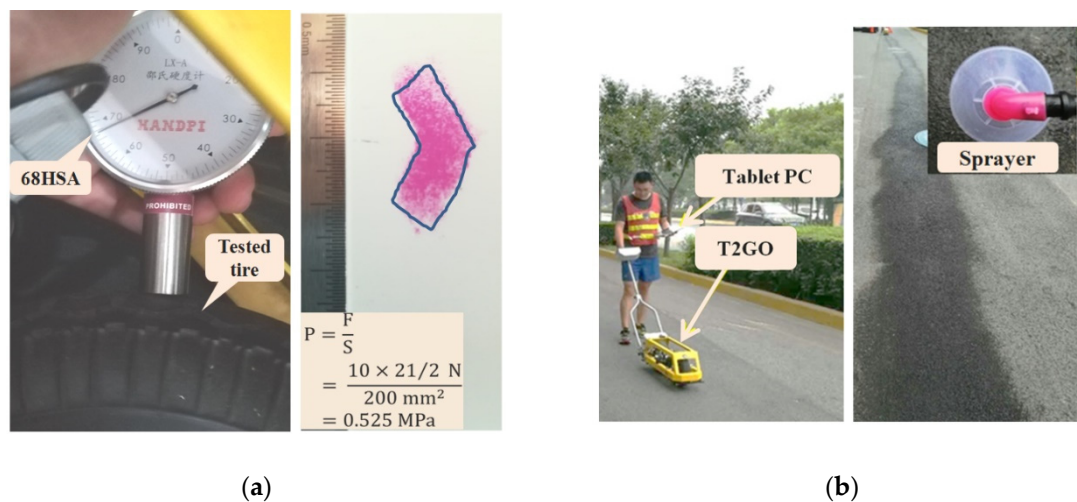 90
0
LX-A
80
邵氏硬度计
20
70
HANDPI
30
60
50
40
68HSA
PROHIBITED
Tested
tire
0.5mm
P = F/S
= 10 × 21/2 N / 200 mm²
= 0.525 MPa
Tablet PC
T2GO
Sprayer
(a)
(b)